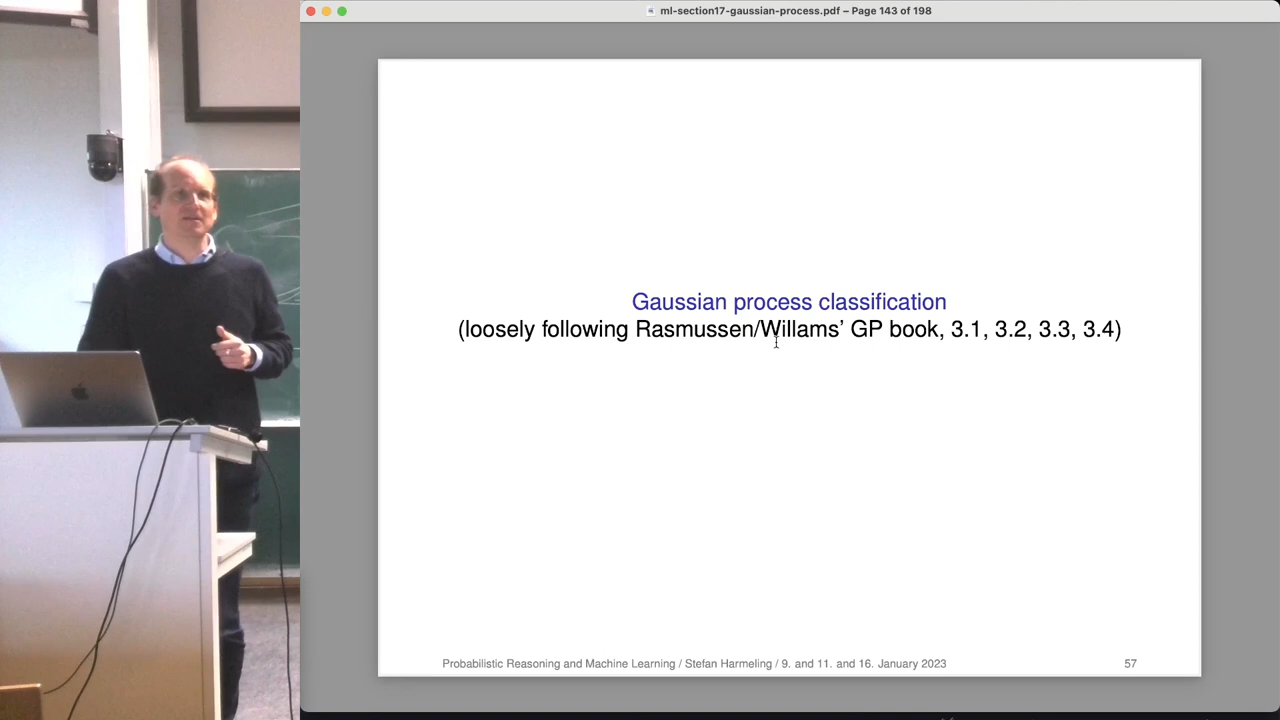 ml-section17-gaussian-process.pdf – Page 143 of 198
Gaussian process classification
(loosely following Rasmussen/Willams’ GP book, 3.1, 3.2, 3.3, 3.4)
Probabilistic Reasoning and Machine Learning / Stefan Harmeling / 9. and 11. and 16. January 2023
57